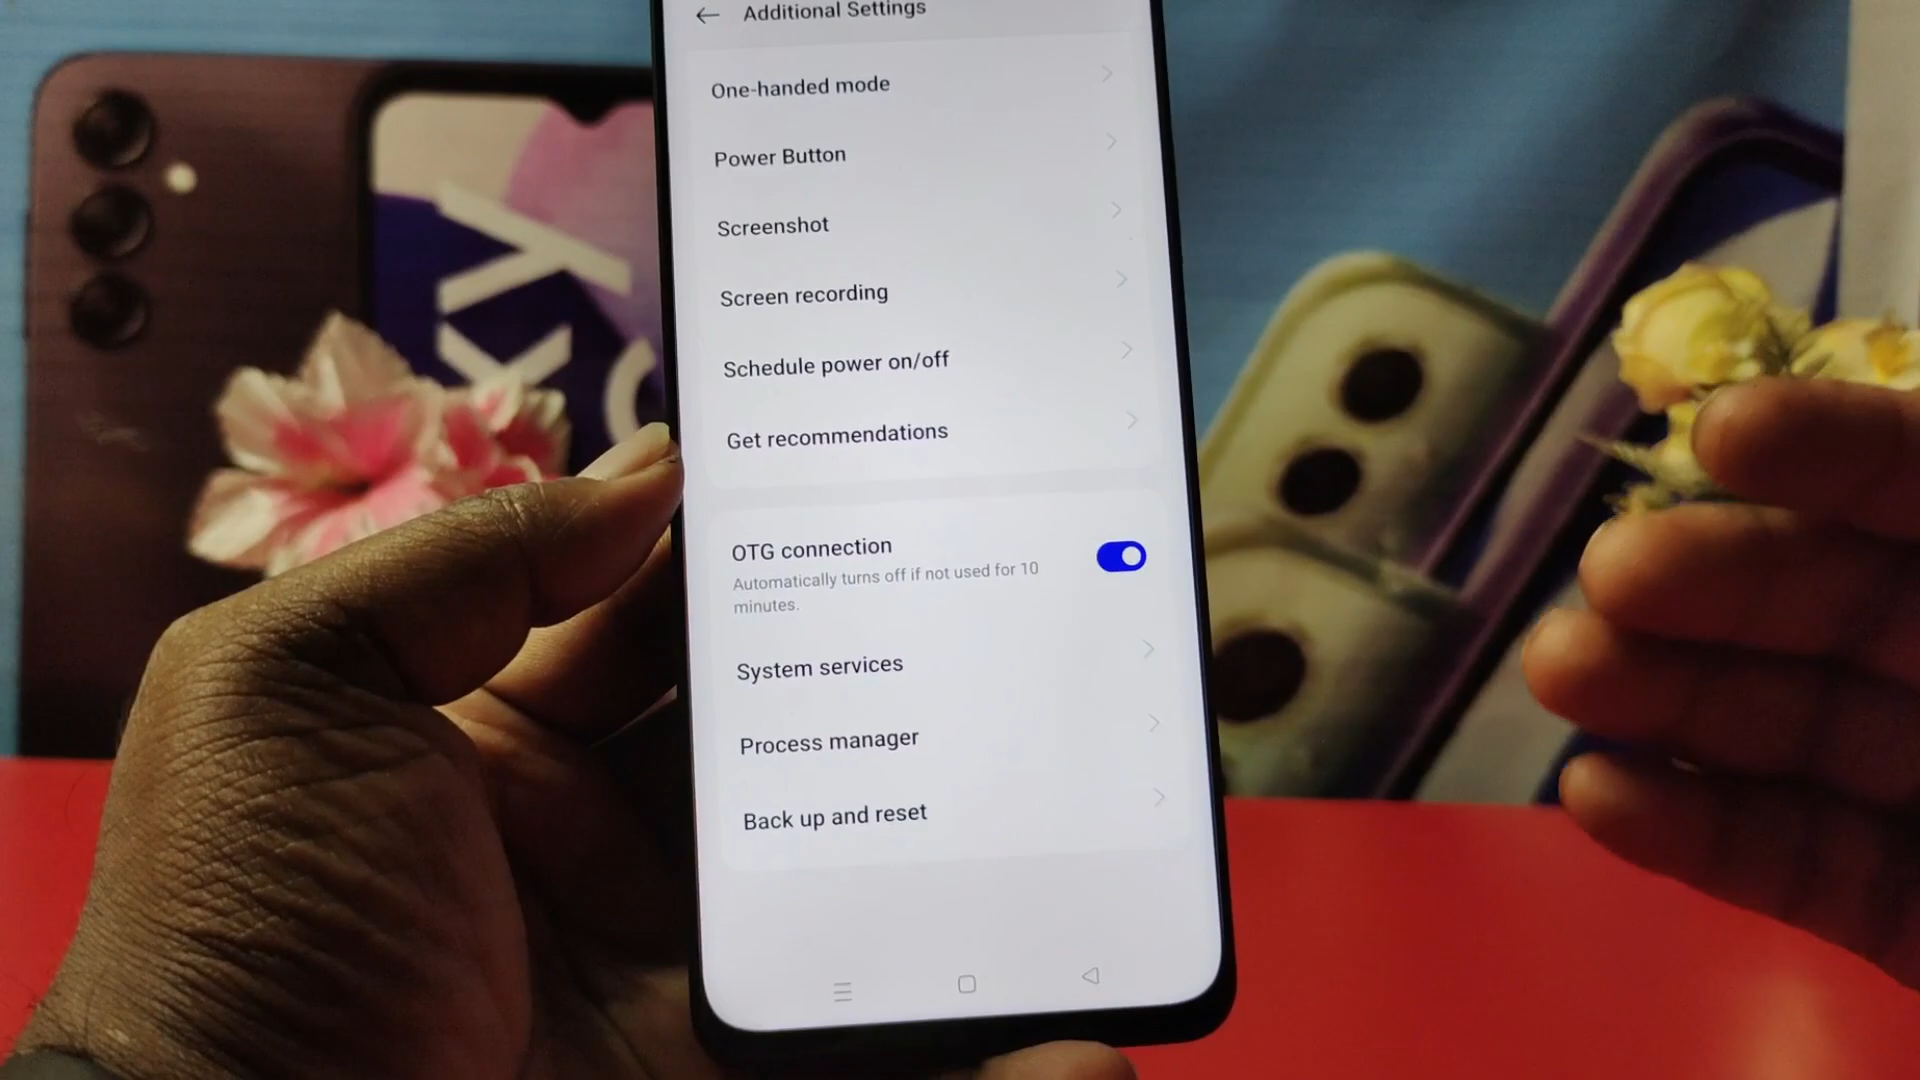 Additional Settings
One-handed mode
Power Button
Screenshot
Screen recording
Schedule power on/off
Get recommendations
OTG connection
Automatically turns off if not used for 10
minutes.
System services
Process manager
Back up and reset